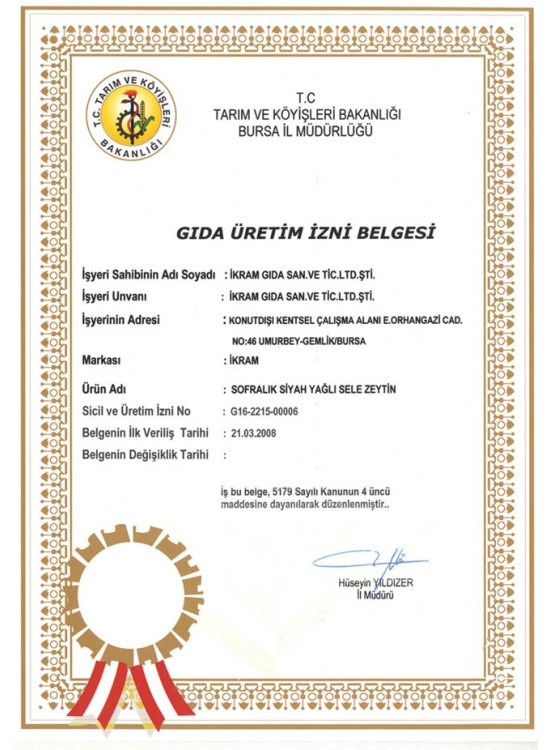 T.C. TARIM VE KÖYİŞLERİ
BAKANLIĞI
T.C
TARIM VE KÖYİŞLERİ BAKANLIĞI
BURSA İL MÜDÜRLÜĞÜ
GIDA ÜRETİM İZNİ BELGESİ
İşyeri Sahibinin Adı Soyadı : İKRAM GIDA SAN.VE TİC.LTD.ŞTİ.
İşyeri Unvanı : İKRAM GIDA SAN.VE TİC.LTD.ŞTİ.
İşyerinin Adresi : KONUTDIŞI KENTSEL ÇALIŞMA ALANI E.ORHANGAZİ CAD.
NO:46 UMURBEY-GEMLİK/BURSA
Markası : İKRAM
Ürün Adı : SOFRALIK SİYAH YAĞLI SELE ZEYTİN
Sicil ve Üretim İzni No : G16-2215-00006
Belgenin İlk Veriliş Tarihi : 21.03.2008
Belgenin Değişiklik Tarihi :
İş bu belge, 5179 Sayılı Kanunun 4 üncü
maddesine dayanılarak düzenlenmiştir..
Hüseyin YILDIZER
İl Müdürü